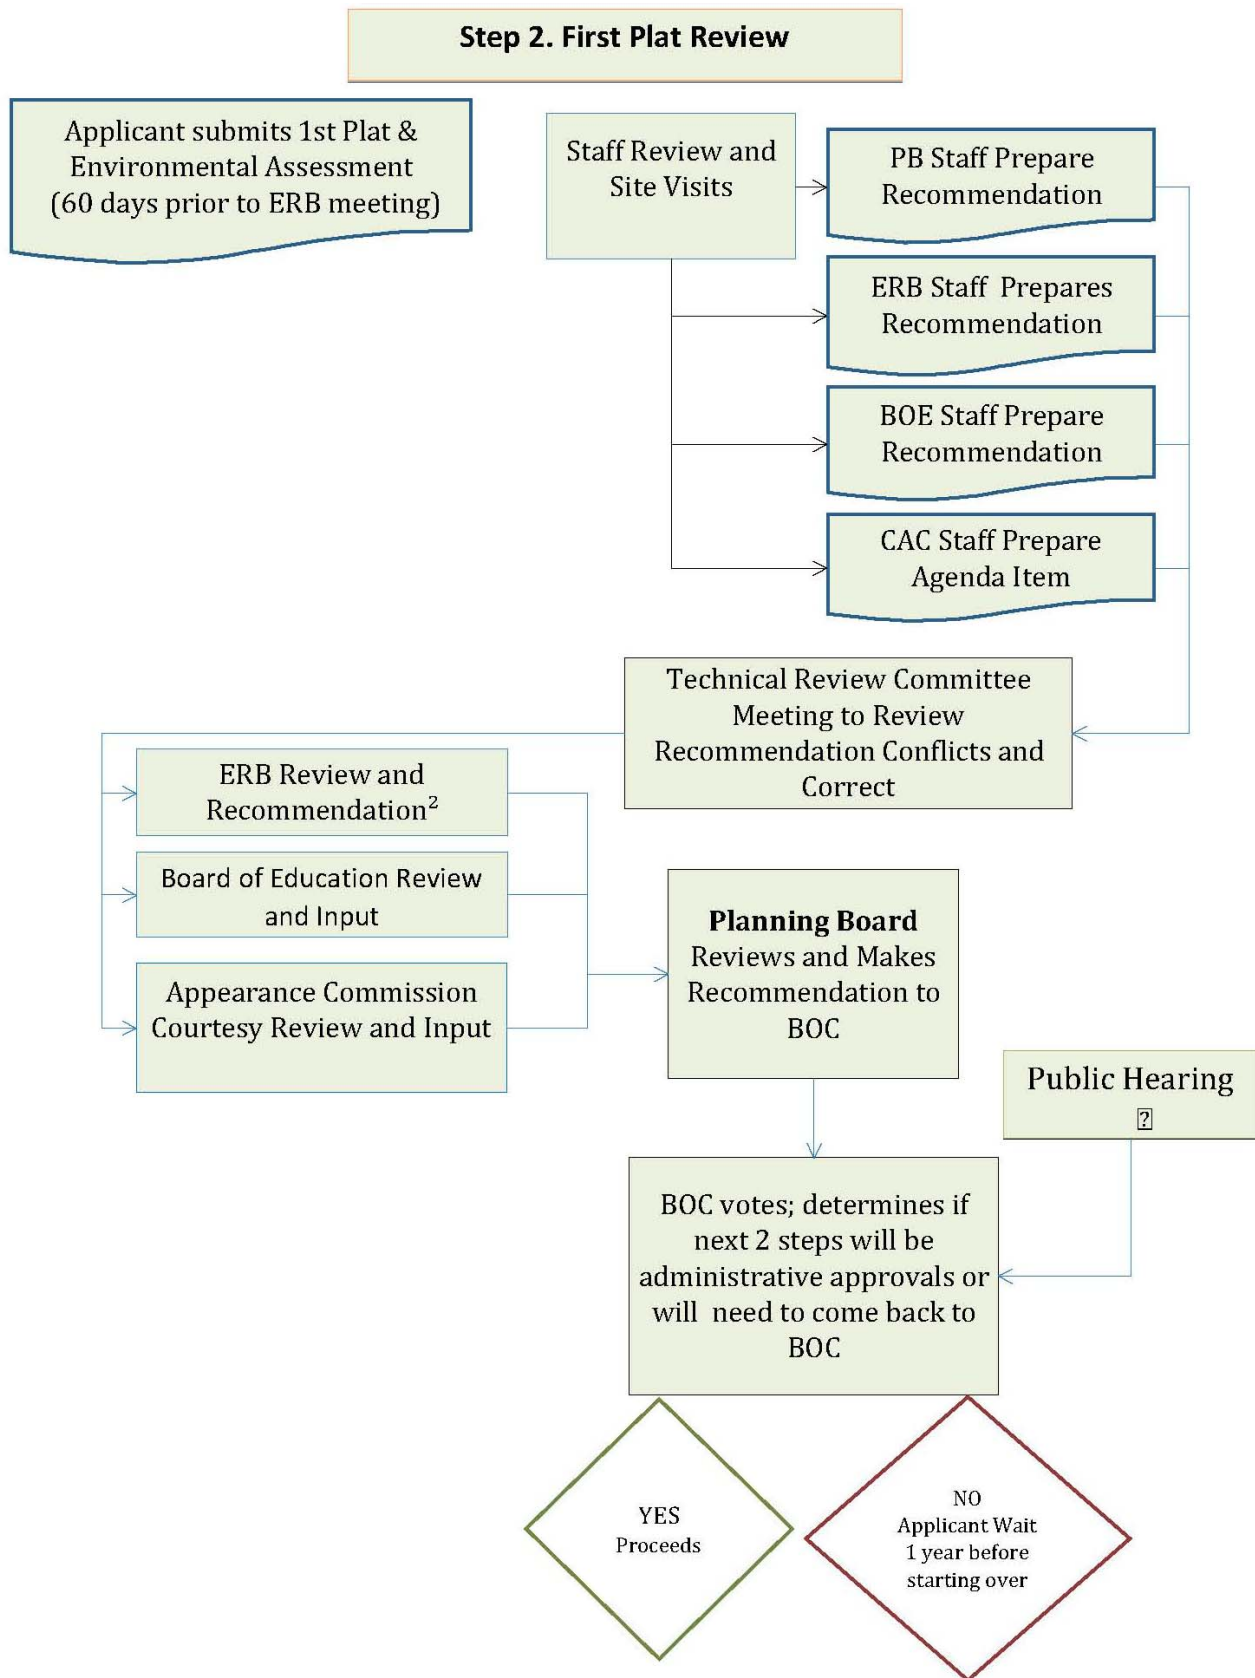 Step 2. First Plat Review
Applicant submits 1st Plat &
Environmental Assessment
(60 days prior to ERB meeting)
Staff Review and
Site Visits
PB Staff Prepare
Recommendation
ERB Staff  Prepares
Recommendation
BOE Staff Prepare
Recommendation
CAC Staff Prepare
Agenda Item
Technical Review Committee
Meeting to Review
Recommendation Conflicts and
Correct
ERB Review and
Recommendation²
Board of Education Review
and Input
Appearance Commission
Courtesy Review and Input
Planning Board
Reviews and Makes
Recommendation to
BOC
Public Hearing
⍰
BOC votes; determines if
next 2 steps will be
administrative approvals or
will  need to come back to
BOC
YES
Proceeds
NO
Applicant Wait
1 year before
starting over